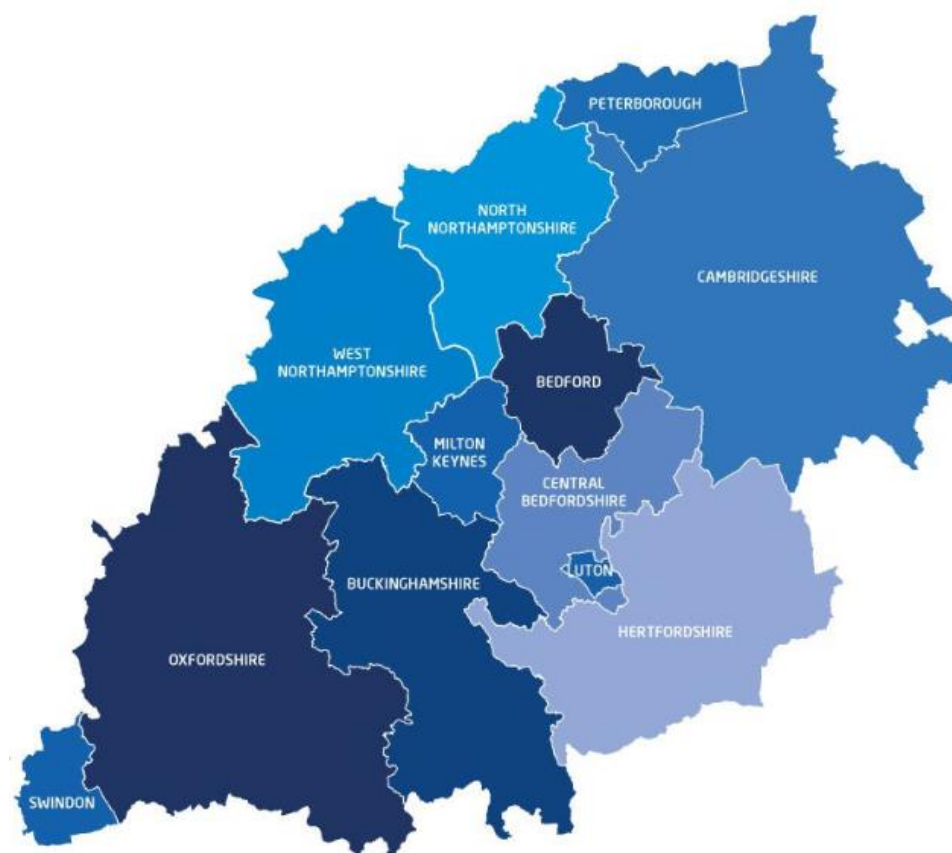 PETERBOROUGH
NORTH
NORTHAMPTONSHIRE
CAMBRIDGESHIRE
WEST
NORTHAMPTONSHIRE
BEDFORD
MILTON
KEYNES
CENTRAL
BEDFORDSHIRE
LUTON
BUCKINGHAMSHIRE
HERTFORDSHIRE
OXFORDSHIRE
SWINDON